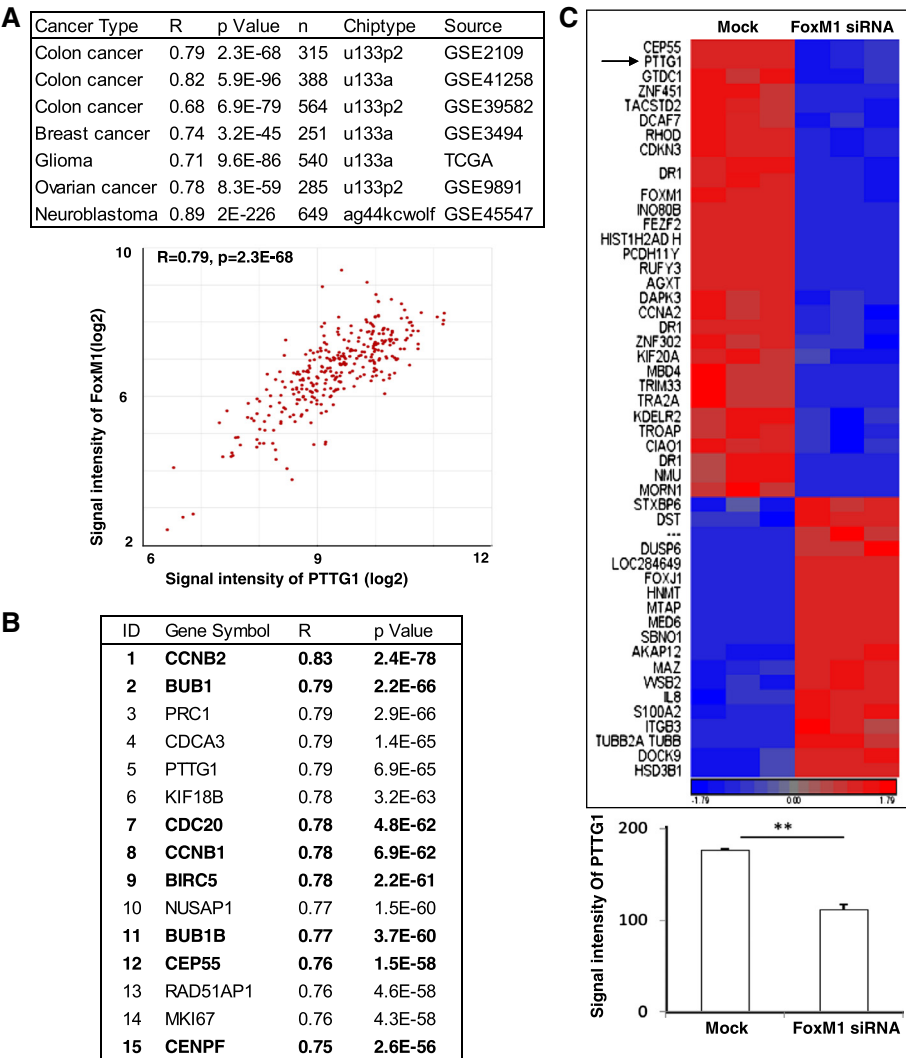 A
Cancer Type R p Value n Chiptype Source
Colon cancer 0.79 2.3E-68 315 u133p2 GSE2109
Colon cancer 0.82 5.9E-96 388 u133a GSE41258
Colon cancer 0.68 6.9E-79 564 u133p2 GSE39582
Breast cancer 0.74 3.2E-45 251 u133a GSE3494
Glioma 0.71 9.6E-86 540 u133a TCGA
Ovarian cancer 0.78 8.3E-59 285 u133p2 GSE9891
Neuroblastoma 0.89 2E-226 649 ag44kcwolf GSE45547
R=0.79, p=2.3E-68
Signal intensity of FoxM1(log2)
10
6
2
6 9 12
Signal intensity of PTTG1 (log2)
B
ID Gene Symbol R p Value
1 CCNB2 0.83 2.4E-78
2 BUB1 0.79 2.2E-66
3 PRC1 0.79 2.9E-66
4 CDCA3 0.79 1.4E-65
5 PTTG1 0.79 6.9E-65
6 KIF18B 0.78 3.2E-63
7 CDC20 0.78 4.8E-62
8 CCNB1 0.78 6.9E-62
9 BIRC5 0.78 2.2E-61
10 NUSAP1 0.77 1.5E-60
11 BUB1B 0.77 3.7E-60
12 CEP55 0.76 1.5E-58
13 RAD51AP1 0.76 4.6E-58
14 MKI67 0.76 4.3E-58
15 CENPF 0.75 2.6E-56
C
Mock FoxM1 siRNA
CEP55
PTTG1
GTDC1
ZNF451
TACSTD2
DCAF7
RHOD
CDKN3
DR1
FOXM1
INO80B
FEZF2
HIST1H2AD H
PCDH11Y
RUFY3
AGXT
DAPK3
CCNA2
DR1
ZNF302
KIF20A
MBD4
TRIM33
TRA2A
KDELR2
TROAP
CIAO1
DR1
NMU
MORN1
STXBP6
DST
---
DUSP6
LOC284649
FOXJ1
HNMT
MTAP
MED6
SBNO1
AKAP12
MAZ
WSB2
IL8
S100A2
ITGB3
TUBB2A TUBB
DOCK9
HSD3B1
-1.79 0.00 1.79
Signal intensity Of PTTG1
200
100
0
**
Mock FoxM1 siRNA